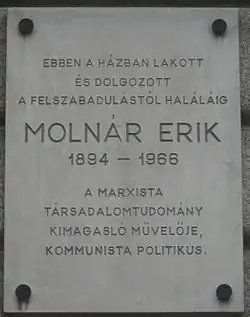 EBBEN A HÁZBAN LAKOTT
ÉS DOLGOZOTT
A FELSZABADULÁSTÓL HALÁLÁIG
MOLNÁR ERIK
1894 – 1966
A MARXISTA
TÁRSADALOMTUDOMÁNY
KIMAGASLÓ MŰVELŐJE,
KOMMUNISTA POLITIKUS.